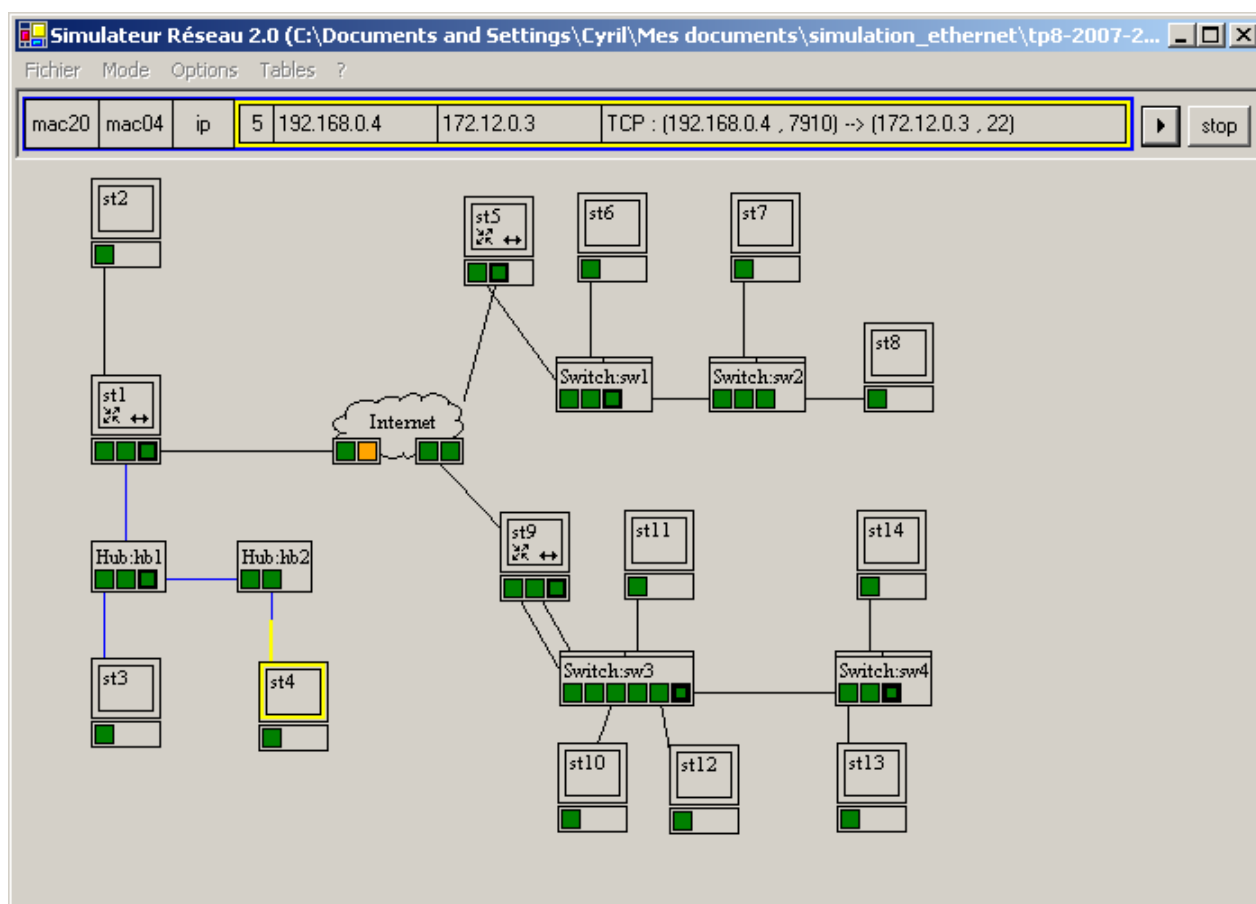 Simulateur Réseau 2.0 (C:\Documents and Settings\Cyril\Mes documents\simulation_ethernet\tp8-2007-2...
Fichier Mode Options Tables ?
mac20 mac04 ip 5 192.168.0.4 172.12.0.3 TCP : (192.168.0.4 , 7910) --> (172.12.0.3 , 22) stop
st2
st5
st6
st7
st8
Switch:sw1
Switch:sw2
st1
Internet
st9
st11
st14
Hub:hb1
Hub:hb2
st3
st4
Switch:sw3
Switch:sw4
st10
st12
st13